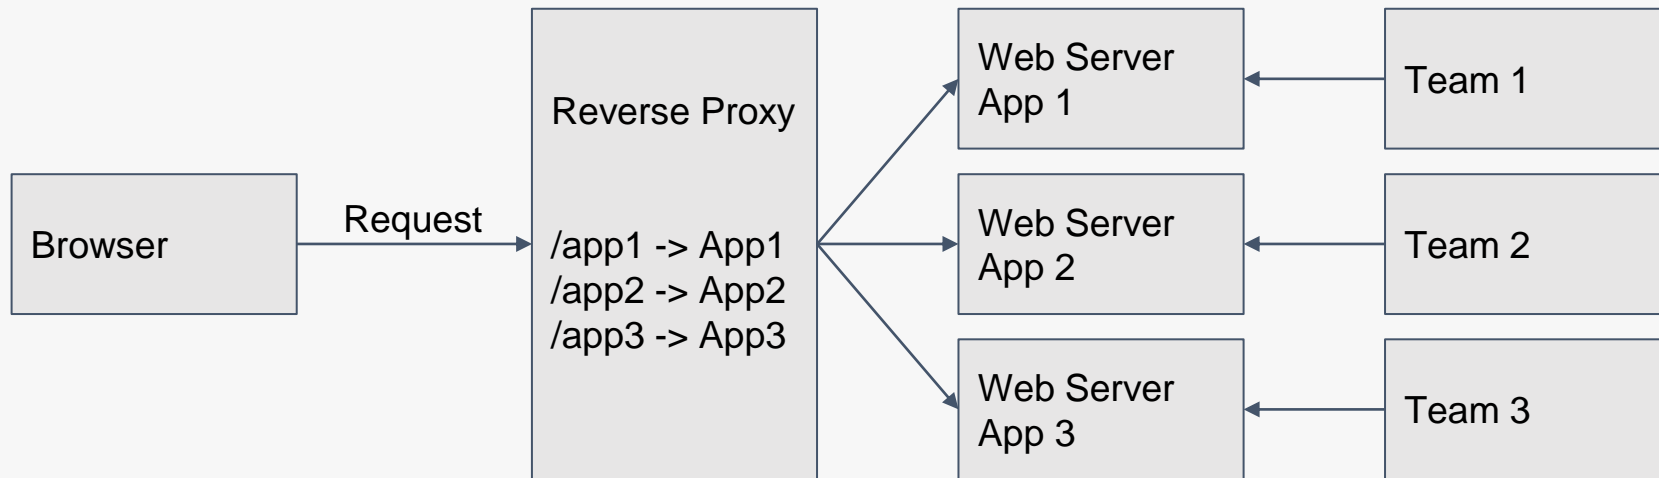 Browser
Request
Reverse Proxy
/app1 -> App1
/app2 -> App2
/app3 -> App3
Web Server
App 1
Web Server
App 2
Web Server
App 3
Team 1
Team 2
Team 3